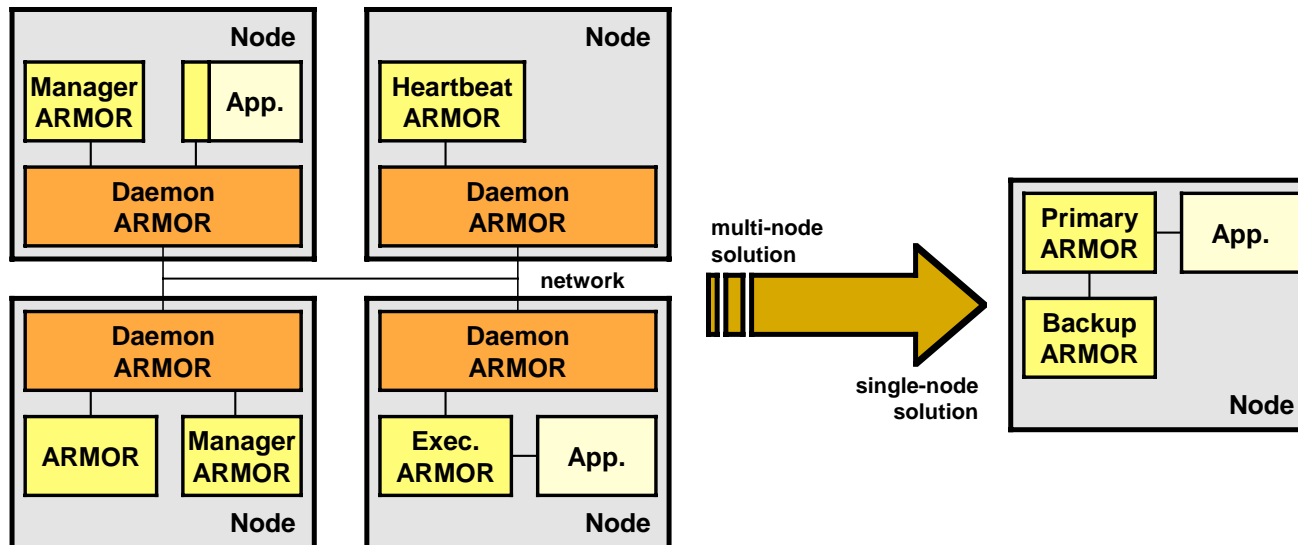 Node
Manager
ARMOR
App.
Daemon
ARMOR
Node
Heartbeat
ARMOR
Daemon
ARMOR
network
Daemon
ARMOR
ARMOR
Manager
ARMOR
Node
Daemon
ARMOR
Exec.
ARMOR
App.
Node
multi-node
solution
single-node
solution
Primary
ARMOR
App.
Backup
ARMOR
Node